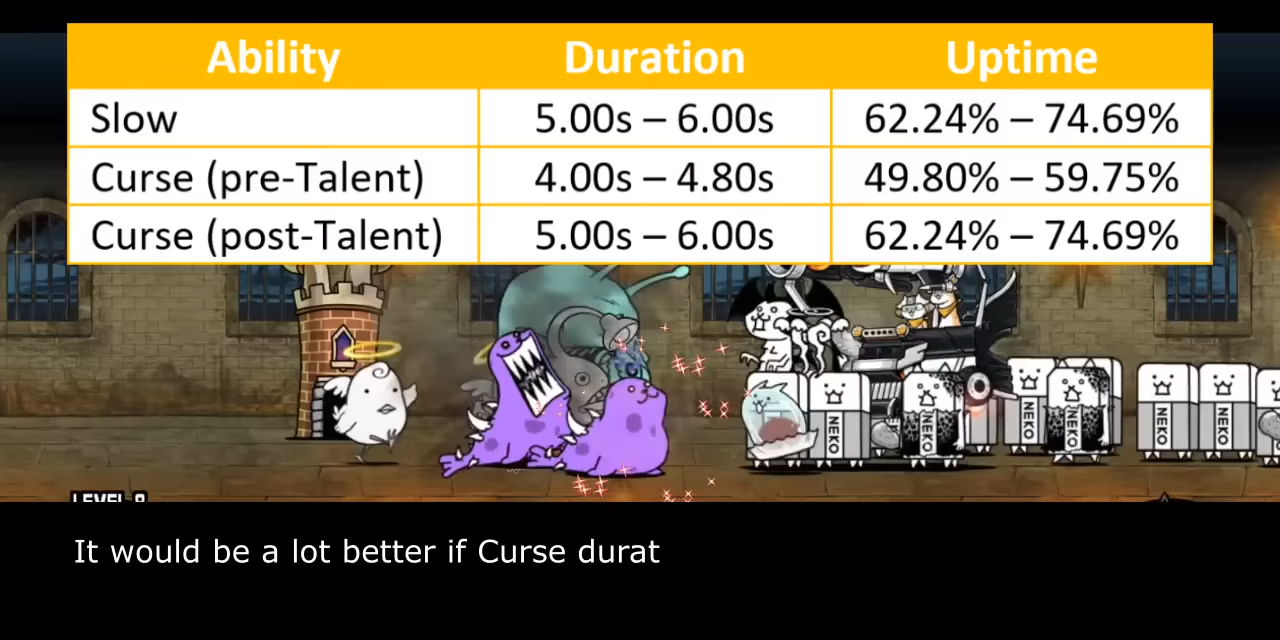 Ability Duration Uptime
Slow 5.00s – 6.00s 62.24% – 74.69%
Curse (pre-Talent) 4.00s – 4.80s 49.80% – 59.75%
Curse (post-Talent) 5.00s – 6.00s 62.24% – 74.69%
NEKO NEKO NEKO NEKO NEKO
LEVEL
It would be a lot better if Curse durat